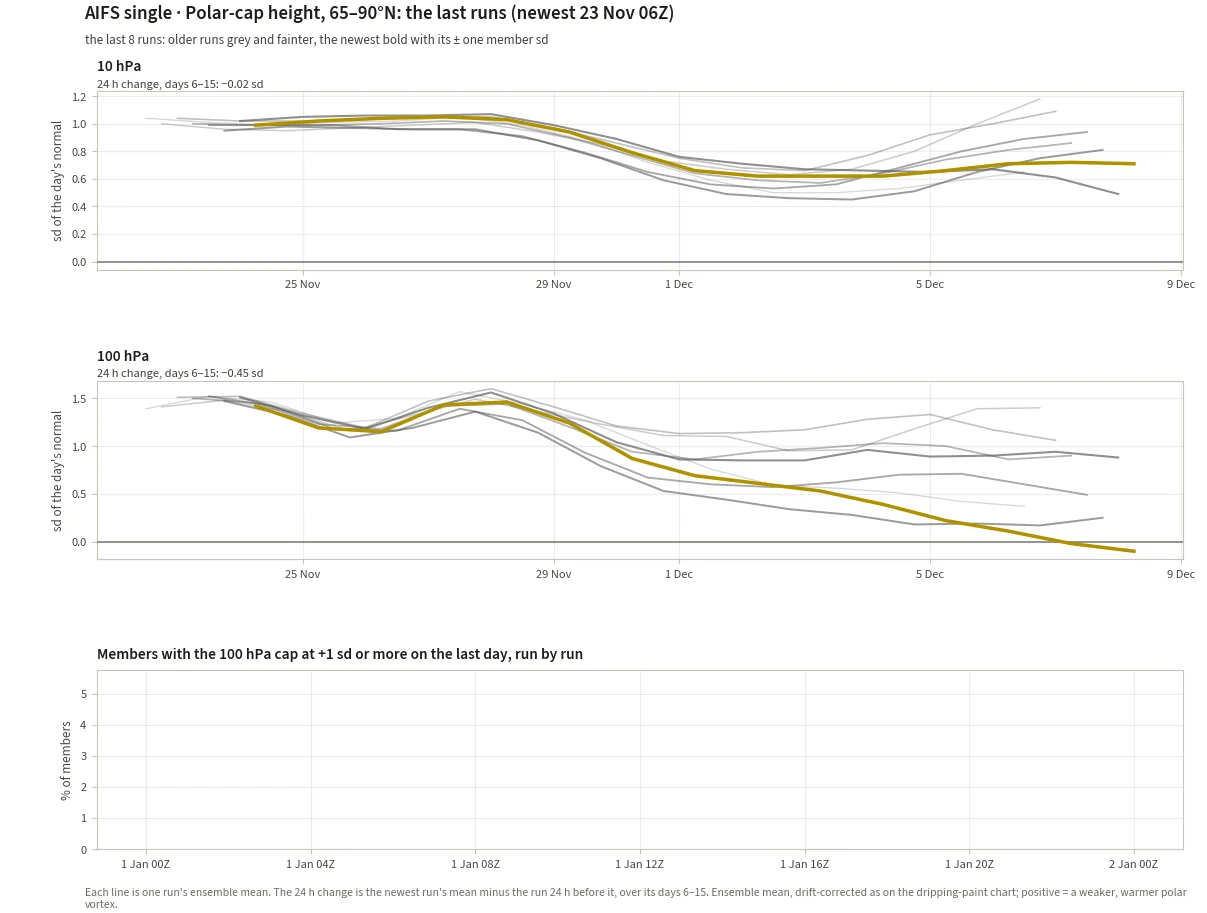 AIFS single · Polar-cap height, 65–90°N: the last runs (newest 23 Nov 06Z)
the last 8 runs: older runs grey and fainter, the newest bold with its ± one member sd
10 hPa
24 h change, days 6–15: −0.02 sd
1.2
1.0
0.8
0.6
0.4
0.2
0.0
sd of the day's normal
25 Nov
29 Nov
1 Dec
5 Dec
9 Dec
100 hPa
24 h change, days 6–15: −0.45 sd
1.5
1.0
0.5
0.0
sd of the day's normal
25 Nov
29 Nov
1 Dec
5 Dec
9 Dec
Members with the 100 hPa cap at +1 sd or more on the last day, run by run
5
4
3
2
1
0
% of members
1 Jan 00Z
1 Jan 04Z
1 Jan 08Z
1 Jan 12Z
1 Jan 16Z
1 Jan 20Z
2 Jan 00Z
Each line is one run's ensemble mean. The 24 h change is the newest run's mean minus the run 24 h before it, over its days 6–15. Ensemble mean, drift-corrected as on the dripping-paint chart; positive = a weaker, warmer polar
vortex.